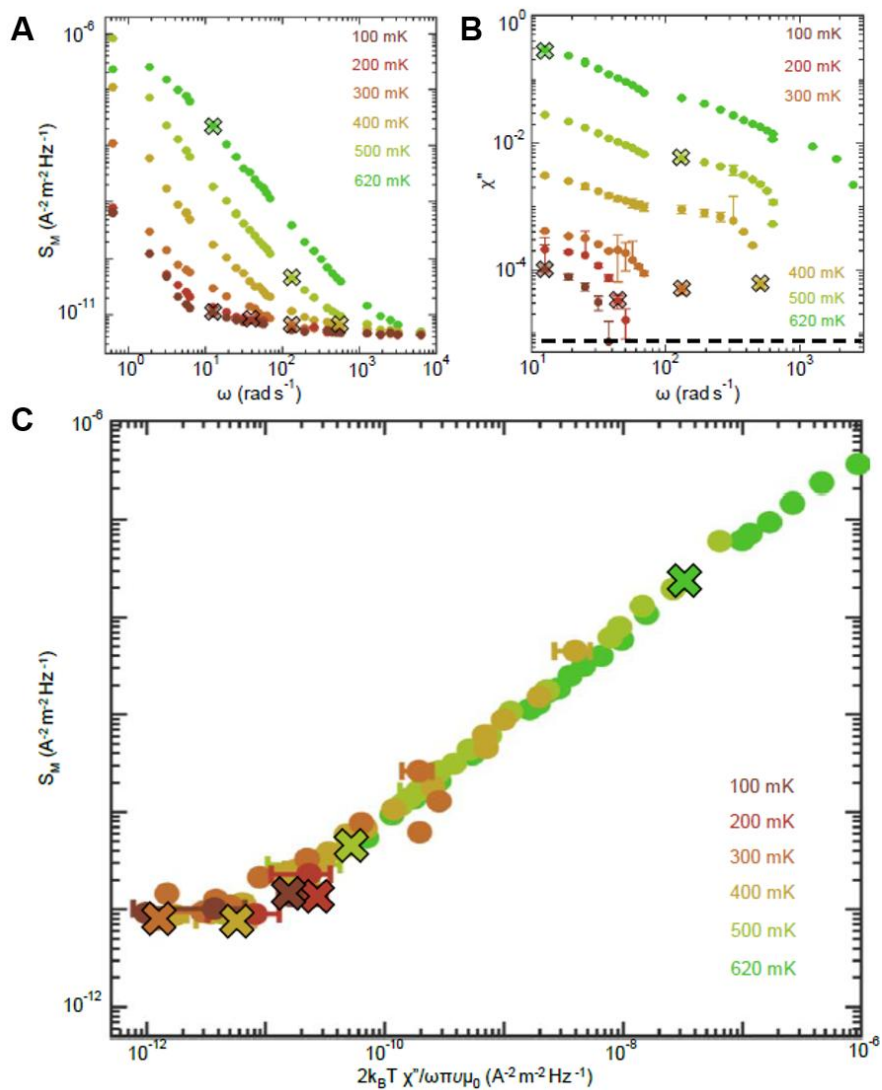 A
10⁻⁶
10⁻¹¹
S_M (A⁻² m⁻² Hz⁻¹)
100 mK
200 mK
300 mK
400 mK
500 mK
620 mK
10⁰ 10¹ 10² 10³ 10⁴
ω (rad s⁻¹)
B
10⁰
10⁻²
10⁻⁴
χ"
100 mK
200 mK
300 mK
400 mK
500 mK
620 mK
10¹ 10² 10³
ω (rad s⁻¹)
C
10⁻⁶
10⁻¹²
S_M (A⁻² m⁻² Hz⁻¹)
100 mK
200 mK
300 mK
400 mK
500 mK
620 mK
10⁻¹² 10⁻¹⁰ 10⁻⁸ 10⁻⁶
2k_BT χ"/ωπυμ₀ (A⁻² m⁻² Hz⁻¹)